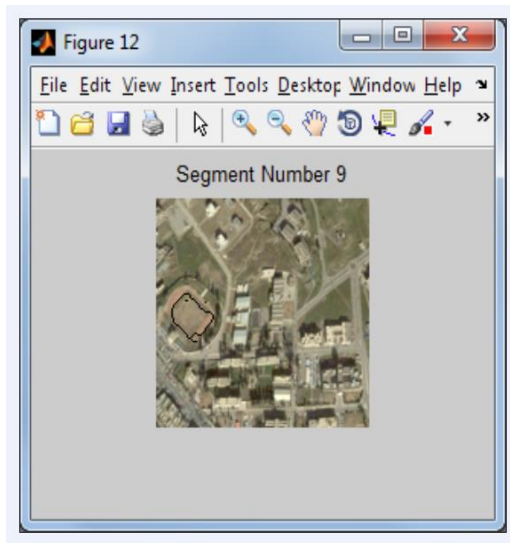 Figure 12
File Edit View Insert Tools Desktop Window Help
Segment Number 9